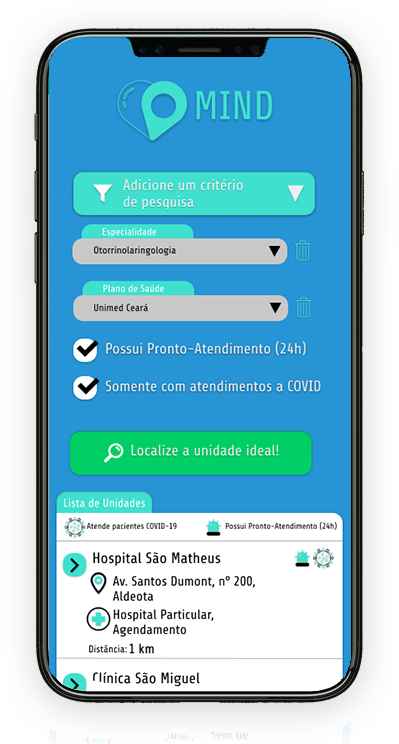 MIND
Adicione um critério
de pesquisa
Especialidade
Otorrinolaringologia
Plano de Saúde
Unimed Ceará
Possui Pronto-Atendimento (24h)
Somente com atendimentos a COVID
Localize a unidade ideal!
Lista de Unidades
Atende pacientes COVID-19
Possui Pronto-Atendimento (24h)
Hospital São Matheus
Av. Santos Dumont, n° 200,
Aldeota
Hospital Particular,
Agendamento
Distância: 1 km
Clínica São Miguel